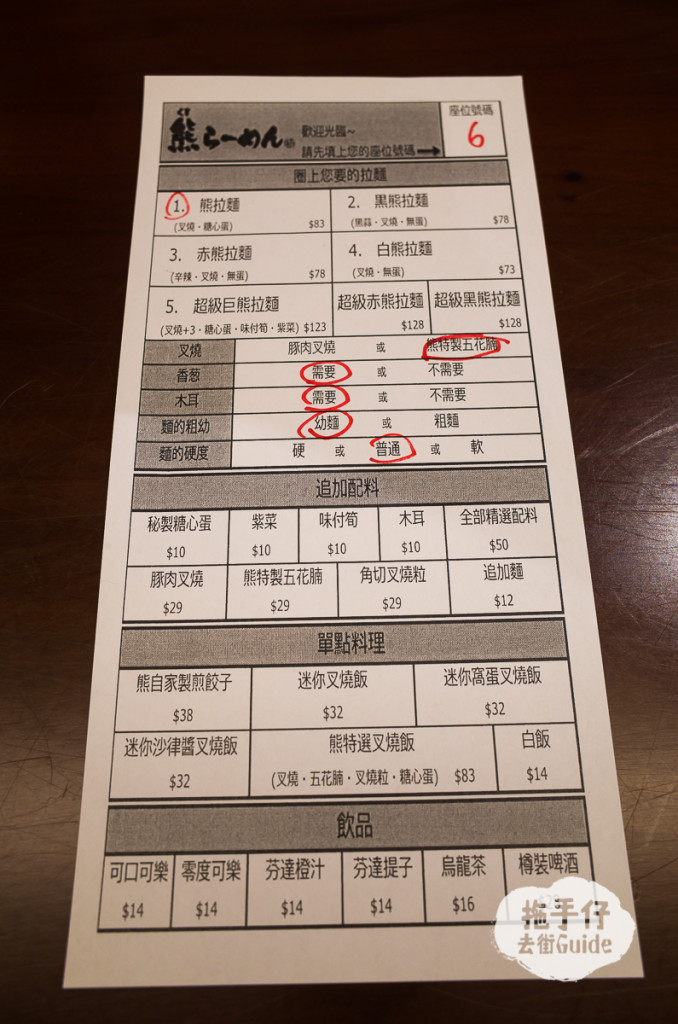 くま
熊らーめん
歡迎光臨~
請先填上您的座位號碼
座位號碼
6
圈上您要的拉麵
1. 熊拉麵
(叉燒・糖心蛋) $83
2. 黒熊拉麵
(黑蒜・叉燒・無蛋) $78
3. 赤熊拉麵
(辛辣・叉燒・無蛋) $78
4. 白熊拉麵
(叉燒・無蛋) $73
5. 超級巨熊拉麵
(叉燒+3・糖心蛋・味付筍・紫菜) $123
超級赤熊拉麵
$128
超級黑熊拉麵
$128
叉燒 豚肉叉燒 或 熊特製五花腩
香葱 需要 或 不需要
木耳 需要 或 不需要
麵的粗幼 幼麵 或 粗麵
麵的硬度 硬 或 普通 或 軟
追加配料
秘製糖心蛋 紫菜 味付筍 木耳 全部精選配料
$10 $10 $10 $10 $50
豚肉叉燒 熊特製五花腩 角切叉燒粒 追加麵
$29 $29 $29 $12
單點料理
熊自家製煎餃子 迷你叉燒飯 迷你窩蛋叉燒飯
$38 $32 $32
迷你沙律醬叉燒飯 熊特選叉燒飯 白飯
$32 (叉燒・五花腩・叉燒粒・糖心蛋) $83 $14
飲品
可口可樂 零度可樂 芬達橙汁 芬達提子 烏龍茶 樽裝啤酒
$14 $14 $14 $14 $16
拖手仔
去街Guide